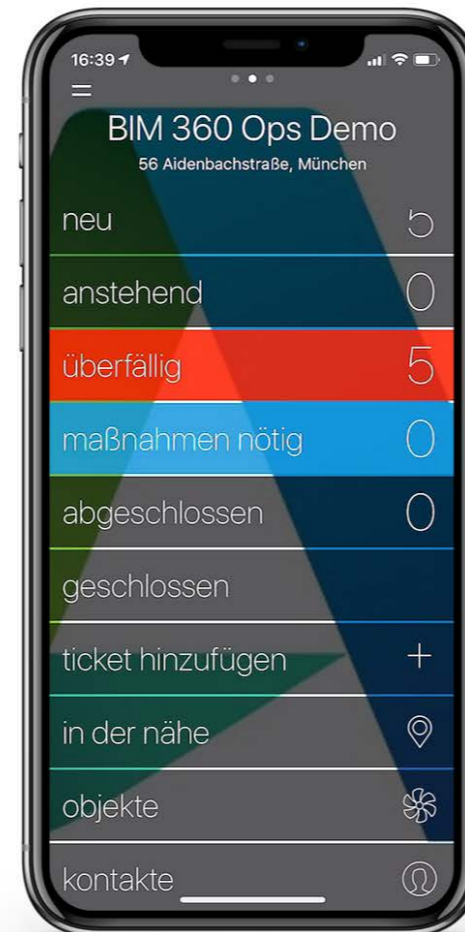 16:39
BIM 360 Ops Demo
56 Aidenbachstraße, München
neu 5
anstehend 0
überfällig 5
maßnahmen nötig 0
abgeschlossen 0
geschlossen
ticket hinzufügen +
in der nähe
objekte
kontakte